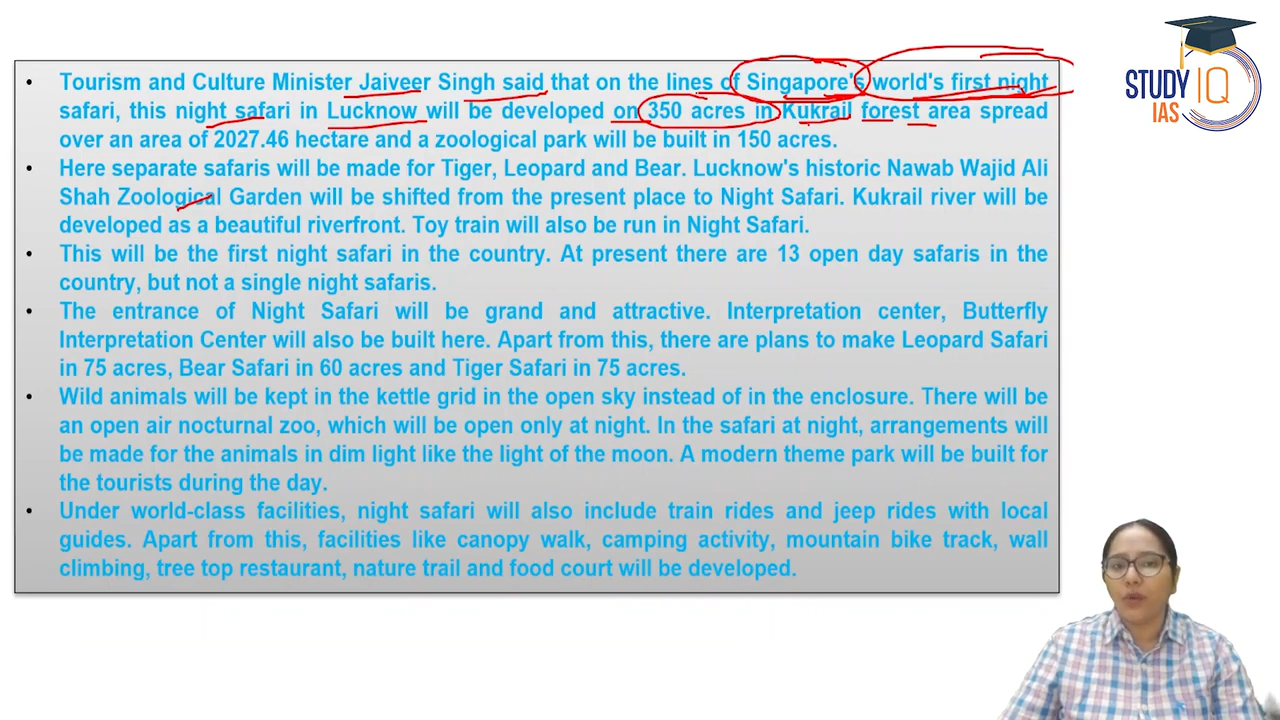 STUDY IQ
IAS
• Tourism and Culture Minister Jaiveer Singh said that on the lines of Singapore's world's first night
safari, this night safari in Lucknow will be developed on 350 acres in Kukrail forest area spread
over an area of 2027.46 hectare and a zoological park will be built in 150 acres.
• Here separate safaris will be made for Tiger, Leopard and Bear. Lucknow's historic Nawab Wajid Ali
Shah Zoological Garden will be shifted from the present place to Night Safari. Kukrail river will be
developed as a beautiful riverfront. Toy train will also be run in Night Safari.
• This will be the first night safari in the country. At present there are 13 open day safaris in the
country, but not a single night safaris.
• The entrance of Night Safari will be grand and attractive. Interpretation center, Butterfly
Interpretation Center will also be built here. Apart from this, there are plans to make Leopard Safari
in 75 acres, Bear Safari in 60 acres and Tiger Safari in 75 acres.
• Wild animals will be kept in the kettle grid in the open sky instead of in the enclosure. There will be
an open air nocturnal zoo, which will be open only at night. In the safari at night, arrangements will
be made for the animals in dim light like the light of the moon. A modern theme park will be built for
the tourists during the day.
• Under world-class facilities, night safari will also include train rides and jeep rides with local
guides. Apart from this, facilities like canopy walk, camping activity, mountain bike track, wall
climbing, tree top restaurant, nature trail and food court will be developed.